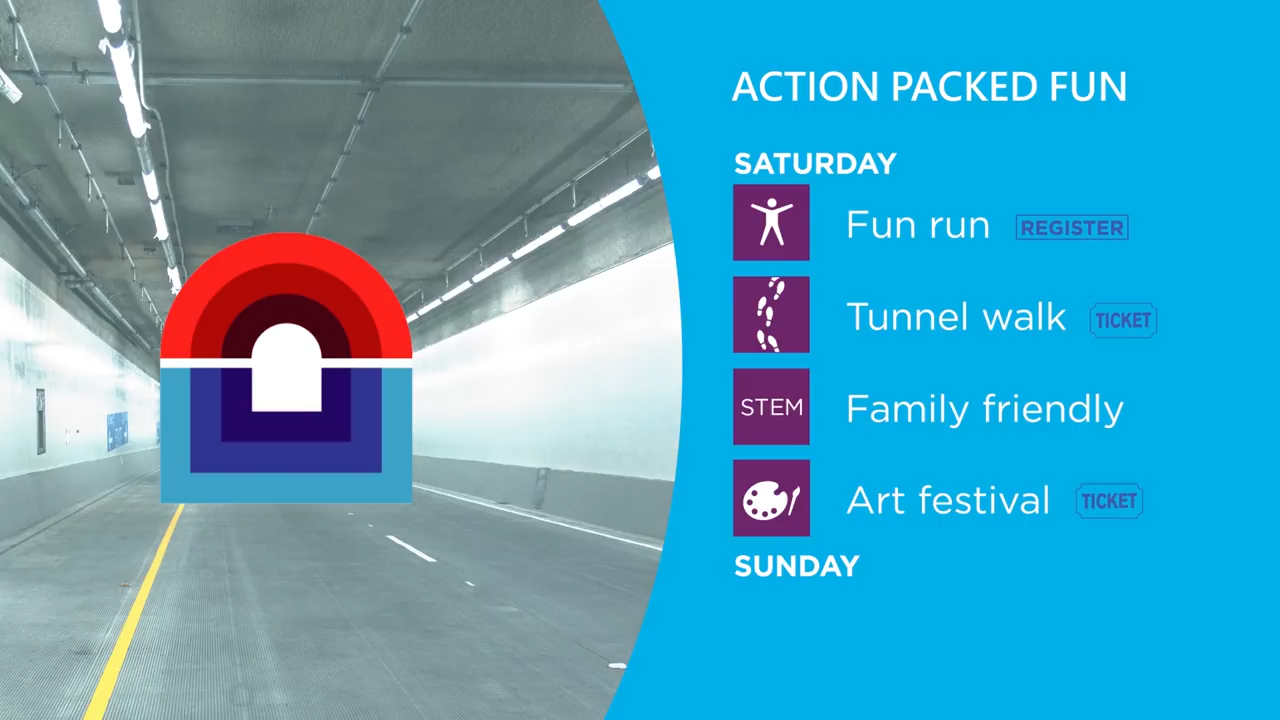 ACTION PACKED FUN
SATURDAY
Fun run REGISTER
Tunnel walk TICKET
STEM Family friendly
Art festival TICKET
SUNDAY